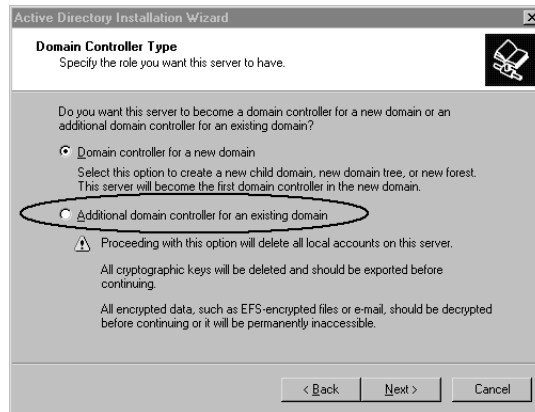 Active Directory Installation Wizard
Domain Controller Type
Specify the role you want this server to have.
Do you want this server to become a domain controller for a new domain or an
additional domain controller for an existing domain?
Domain controller for a new domain
Select this option to create a new child domain, new domain tree, or new forest.
This server will become the first domain controller in the new domain.
Additional domain controller for an existing domain
Proceeding with this option will delete all local accounts on this server.
All cryptographic keys will be deleted and should be exported before
continuing.
All encrypted data, such as EFS-encrypted files or e-mail, should be decrypted
before continuing or it will be permanently inaccessible.
< Back Next > Cancel